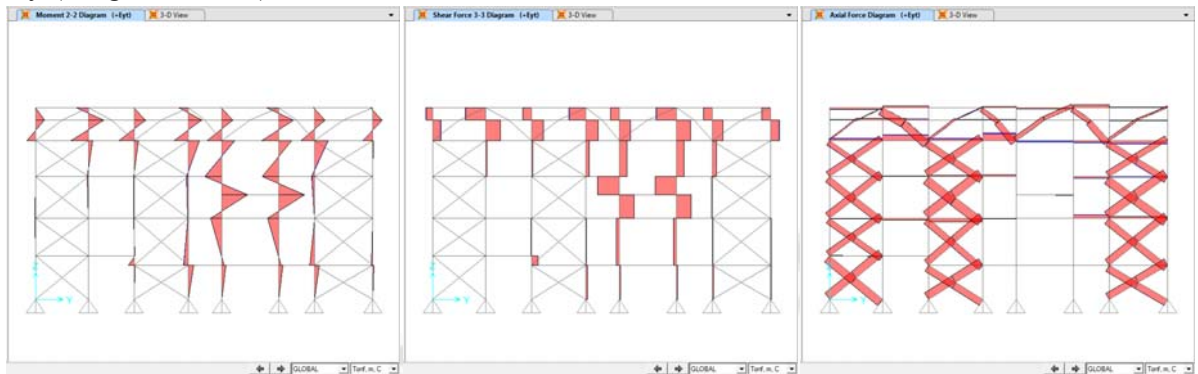 Moment 2-2 Diagram (+Eyt)
3-D View
Shear Force 3-3 Diagram (+Eyt)
3-D View
Axial Force Diagram (+Eyt)
3-D View
Y
Y
Y
GLOBAL
Tonf, m, C
GLOBAL
Tonf, m, C
GLOBAL
Tonf, m, C